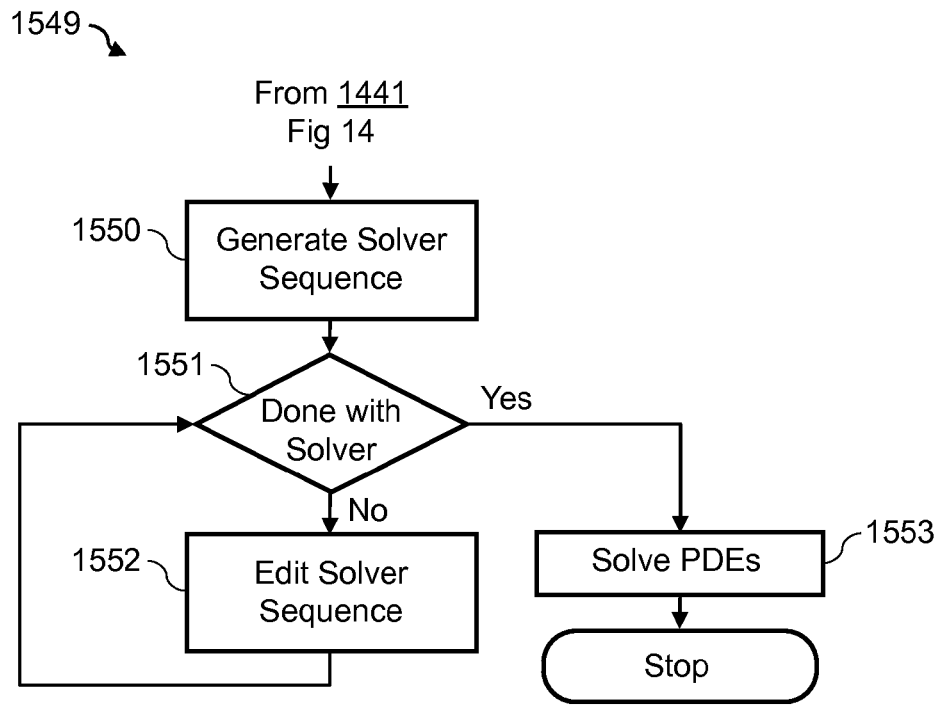 1549
From 1441
Fig 14
1550
Generate Solver
Sequence
1551
Done with
Solver
Yes
No
1552
Edit Solver
Sequence
Solve PDEs
1553
Stop